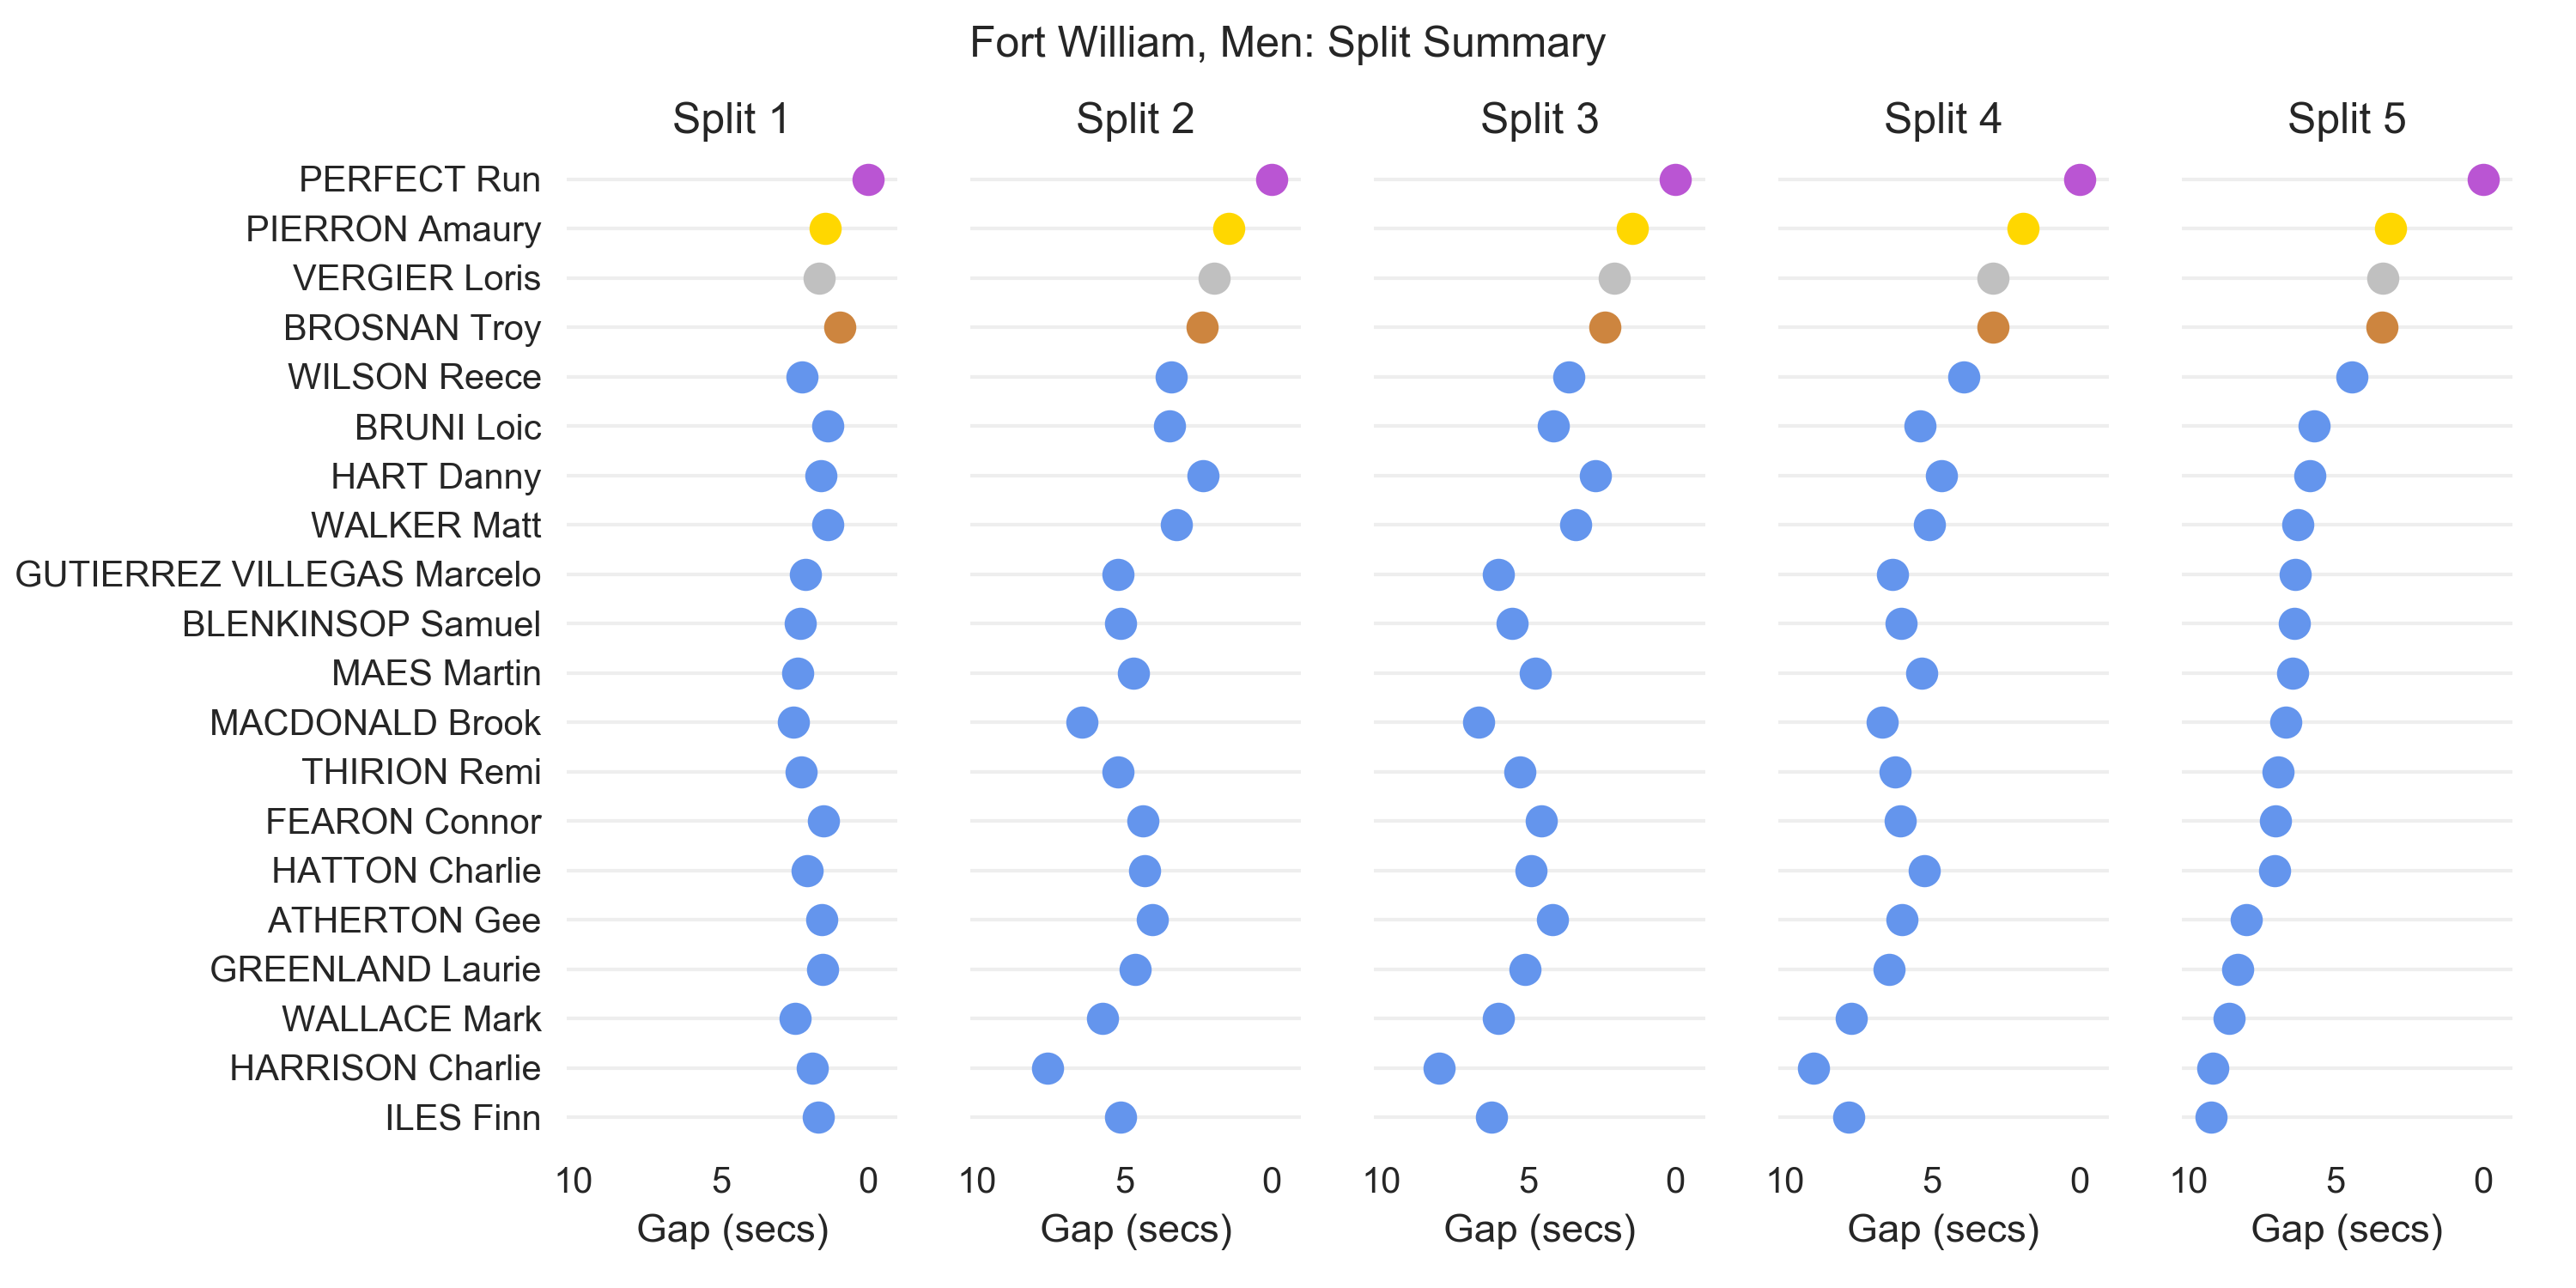 Fort William, Men: Split Summary
Split 1 Split 2 Split 3 Split 4 Split 5
PERFECT Run
PIERRON Amaury
VERGIER Loris
BROSNAN Troy
WILSON Reece
BRUNI Loic
HART Danny
WALKER Matt
GUTIERREZ VILLEGAS Marcelo
BLENKINSOP Samuel
MAES Martin
MACDONALD Brook
THIRION Remi
FEARON Connor
HATTON Charlie
ATHERTON Gee
GREENLAND Laurie
WALLACE Mark
HARRISON Charlie
ILES Finn
10 5 0 10 5 0 10 5 0 10 5 0 10 5 0
Gap (secs) Gap (secs) Gap (secs) Gap (secs) Gap (secs)